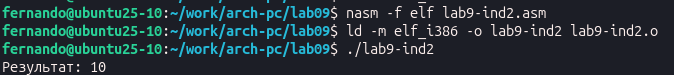 fernando@ubuntu25-10:~/work/arch-pc/lab09$ nasm -f elf lab9-ind2.asm
fernando@ubuntu25-10:~/work/arch-pc/lab09$ ld -m elf_i386 -o lab9-ind2 lab9-ind2.o
fernando@ubuntu25-10:~/work/arch-pc/lab09$ ./lab9-ind2
Результат: 10